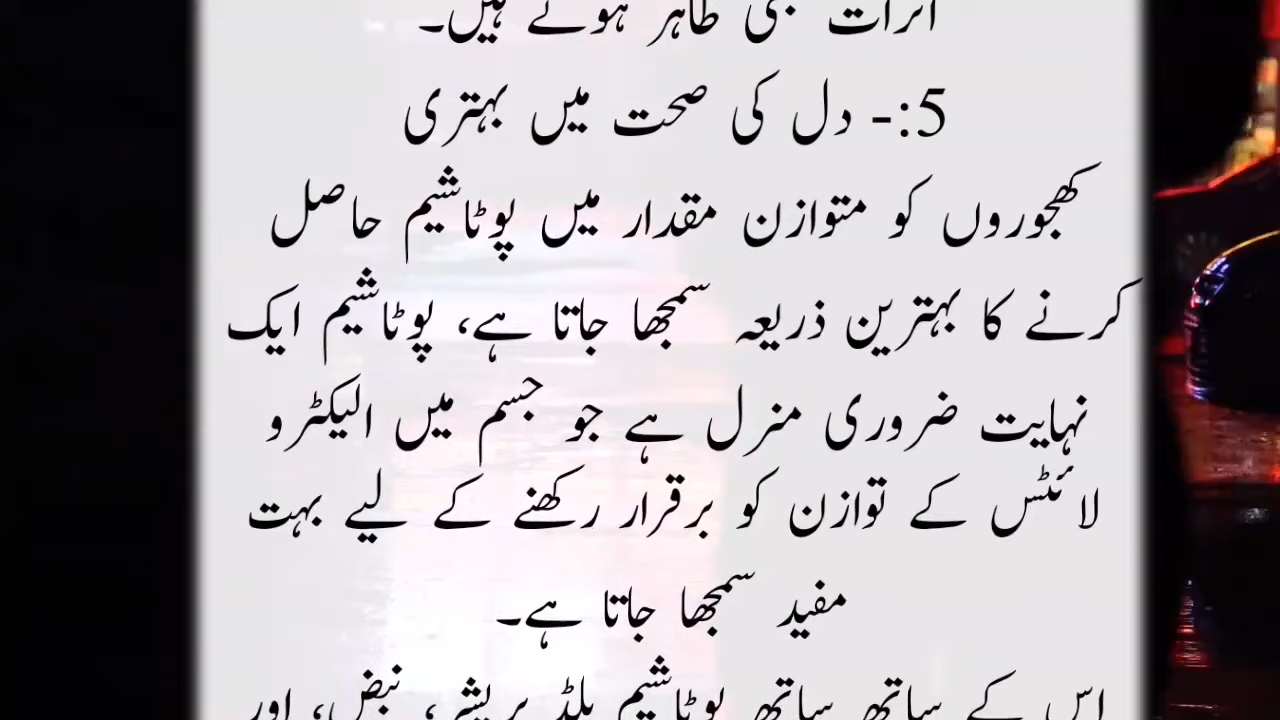 اثرات بھی ظاہر ہوتے ہیں۔
5:- دل کی صحت میں بہتری
کھجوروں کو متوازن مقدار میں پوٹاشیم حاصل
کرنے کا بہترین ذریعہ سمجھا جاتا ہے، پوٹاشیم ایک
نہایت ضروری منرل ہے جو جسم میں الیکٹرو
لائٹس کے توازن کو برقرار رکھنے کے لیے بہت
مفید سمجھا جاتا ہے۔
اس کے ساتھ ساتھ پوٹاشیم بلڈ پریشر، نبض، اور